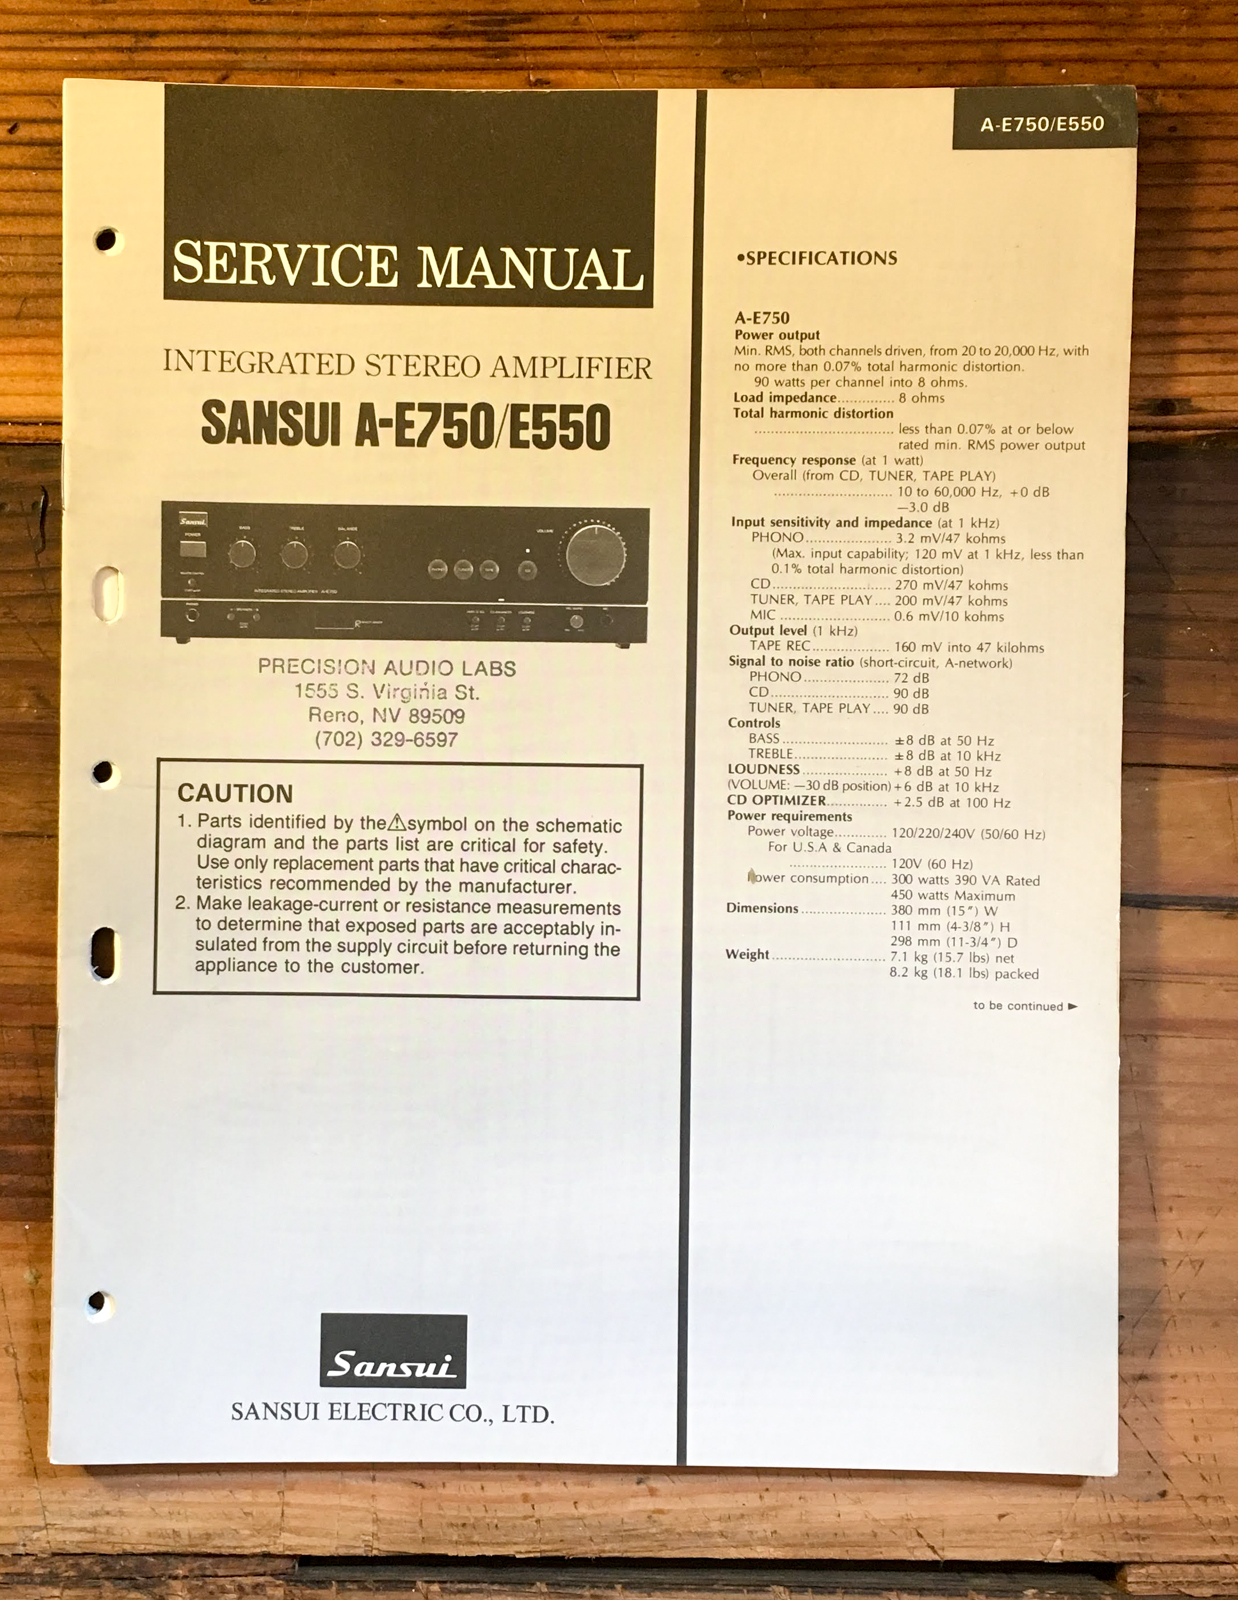 SERVICE MANUAL
INTEGRATED STEREO AMPLIFIER
SANSUI A-E750/E550
Sansui
POWER
BASS
TREBLE
BALANCE
VOLUME
PRECISION AUDIO LABS
1555 S. Virginia St.
Reno, NV 89509
(702) 329-6597
CAUTION
1. Parts identified by the⚠symbol on the schematic
diagram and the parts list are critical for safety.
Use only replacement parts that have critical charac-
teristics recommended by the manufacturer.
2. Make leakage-current or resistance measurements
to determine that exposed parts are acceptably in-
sulated from the supply circuit before returning the
appliance to the customer.
Sansui
SANSUI ELECTRIC CO., LTD.
A-E750/E550
•SPECIFICATIONS
A-E750
Power output
Min. RMS, both channels driven, from 20 to 20,000 Hz, with
no more than 0.07% total harmonic distortion.
90 watts per channel into 8 ohms.
Load impedance.............. 8 ohms
Total harmonic distortion
.................................. less than 0.07% at or below
rated min. RMS power output
Frequency response (at 1 watt)
Overall (from CD, TUNER, TAPE PLAY)
............................. 10 to 60,000 Hz, +0 dB
−3.0 dB
Input sensitivity and impedance (at 1 kHz)
PHONO.................... 3.2 mV/47 kohms
(Max. input capability; 120 mV at 1 kHz, less than
0.1% total harmonic distortion)
CD............................. 270 mV/47 kohms
TUNER, TAPE PLAY.... 200 mV/47 kohms
MIC ........................... 0.6 mV/10 kohms
Output level (1 kHz)
TAPE REC................... 160 mV into 47 kilohms
Signal to noise ratio (short-circuit, A-network)
PHONO..................... 72 dB
CD............................. 90 dB
TUNER, TAPE PLAY.... 90 dB
Controls
BASS.......................... ±8 dB at 50 Hz
TREBLE....................... ±8 dB at 10 kHz
LOUDNESS..................... +8 dB at 50 Hz
(VOLUME: −30 dB position) +6 dB at 10 kHz
CD OPTIMIZER............... +2.5 dB at 100 Hz
Power requirements
Power voltage............. 120/220/240V (50/60 Hz)
For U.S.A & Canada
........................ 120V (60 Hz)
Power consumption.... 300 watts 390 VA Rated
450 watts Maximum
Dimensions..................... 380 mm (15″) W
111 mm (4-3/8″) H
298 mm (11-3/4″) D
Weight............................ 7.1 kg (15.7 lbs) net
8.2 kg (18.1 lbs) packed
to be continued ►